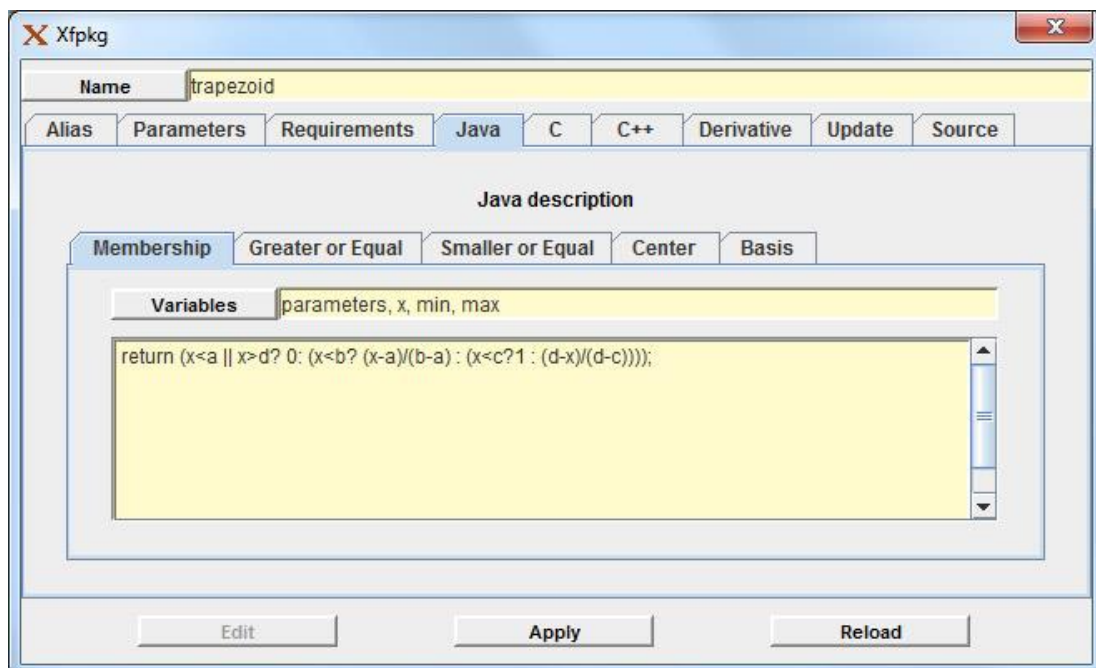 Xfpkg
Name trapezoid
Alias Parameters Requirements Java C C++ Derivative Update Source
Java description
Membership Greater or Equal Smaller or Equal Center Basis
Variables parameters, x, min, max
return (x<a || x>d? 0: (x<b? (x-a)/(b-a) : (x<c?1 : (d-x)/(d-c))));
Edit Apply Reload